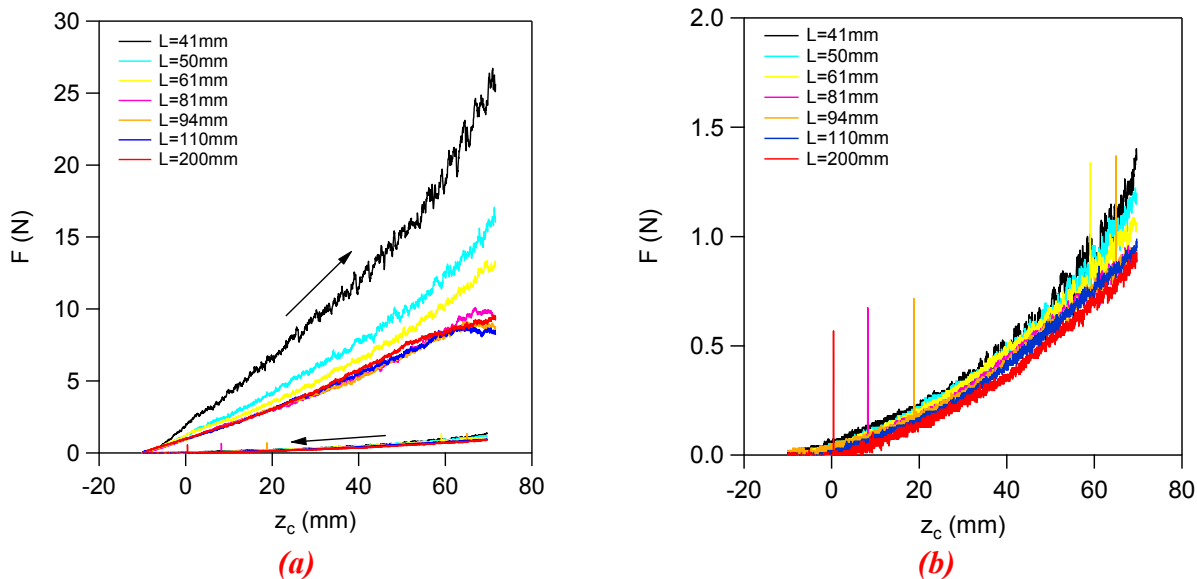 30
25
20
15
10
5
0
F (N)
L=41mm
L=50mm
L=61mm
L=81mm
L=94mm
L=110mm
L=200mm
-20
0
20
40
60
80
z_c (mm)
(a)
2.0
1.5
1.0
0.5
0.0
F (N)
L=41mm
L=50mm
L=61mm
L=81mm
L=94mm
L=110mm
L=200mm
-20
0
20
40
60
80
z_c (mm)
(b)